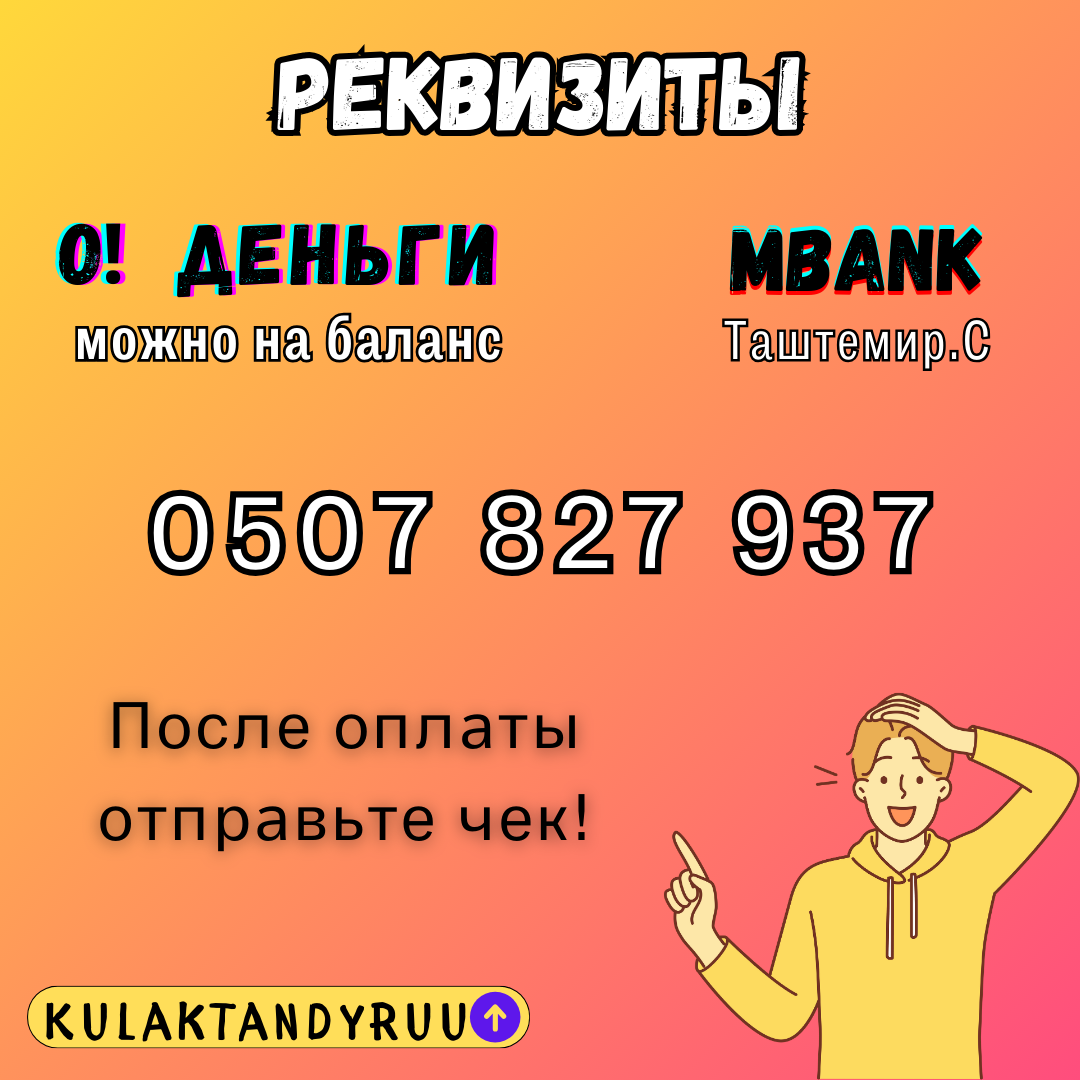 РЕКВИЗИТЫ
О! ДЕНЬГИ
можно на баланс
MBANK
Таштемир.С
0507 827 937
После оплаты
отправьте чек!
KULAKTANDYRUU